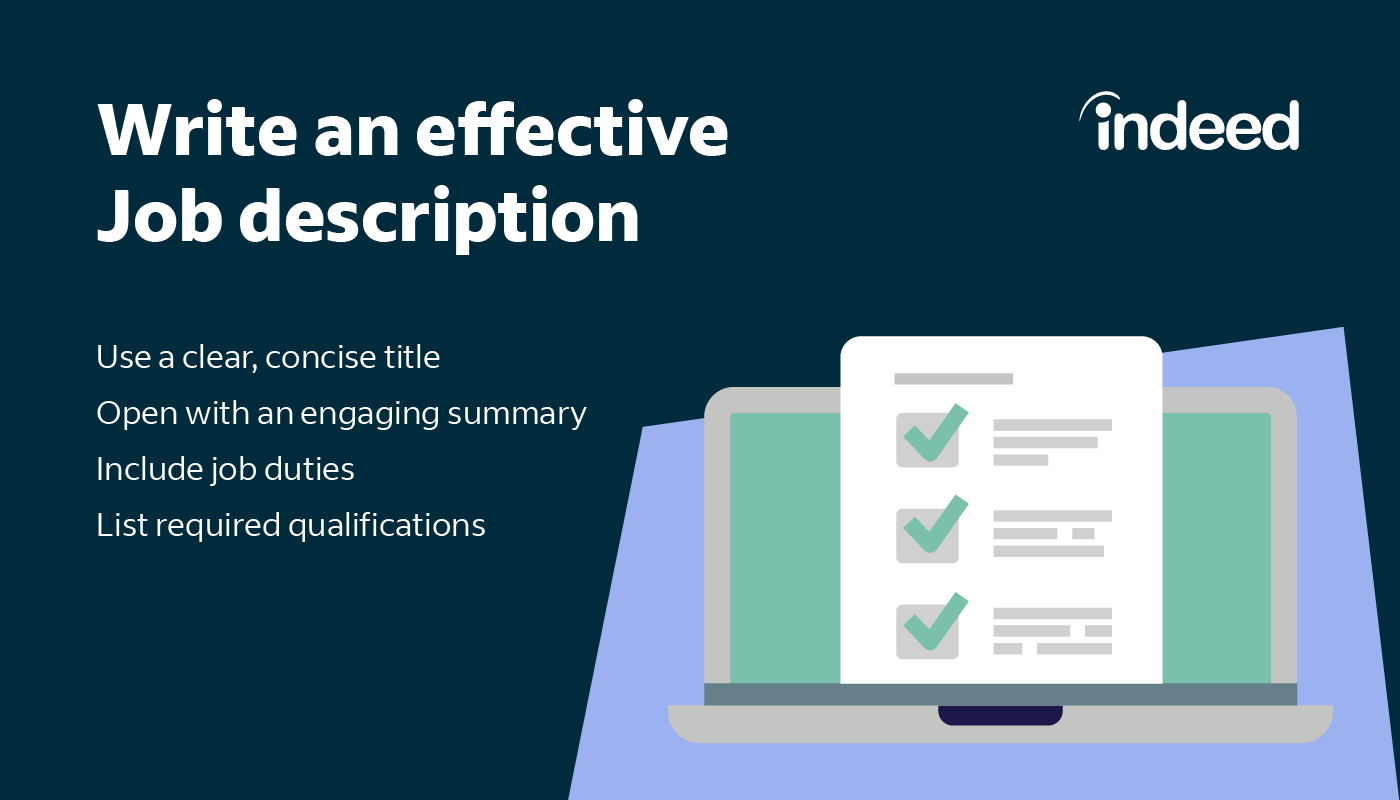 Write an effective
Job description
indeed
Use a clear, concise title
Open with an engaging summary
Include job duties
List required qualifications